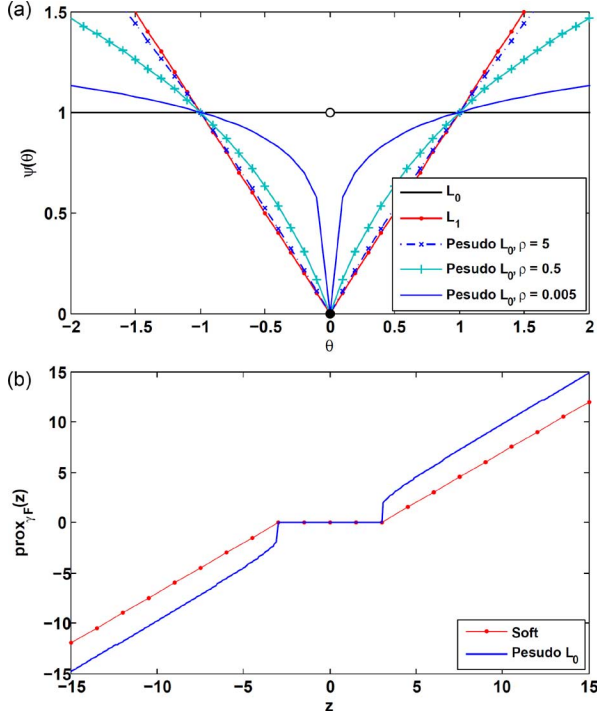 (a)
1.5
1
0.5
0
ψ(θ)
L0
L1
Pesudo L0, ρ = 5
Pesudo L0, ρ = 0.5
Pesudo L0, ρ = 0.005
−2 −1.5 −1 −0.5 0 0.5 1 1.5 2
θ
(b)
15
10
5
0
−5
−10
−15
proxγF(z)
Soft
Pesudo L0
−15 −10 −5 0 5 10 15
z